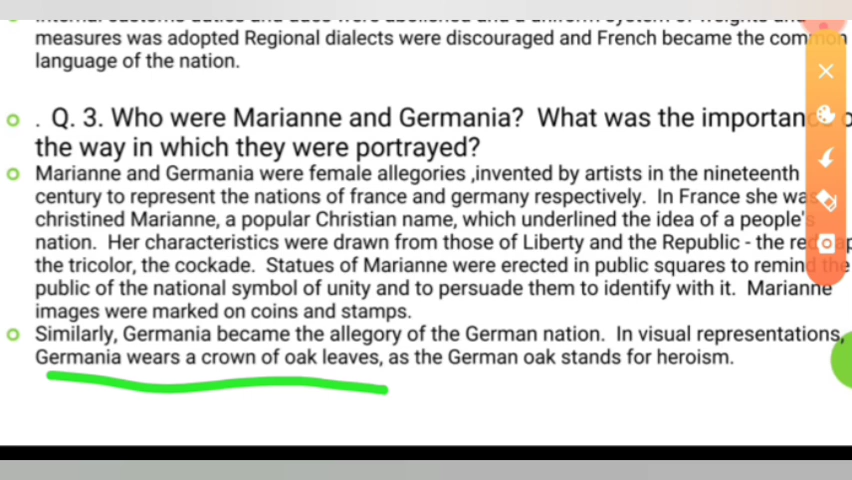 measures was adopted Regional dialects were discouraged and French became the common
language of the nation.
. Q. 3. Who were Marianne and Germania? What was the
the way in which they were portrayed?
Marianne and Germania were female allegories ,invented by artists in the nineteenth
century to represent the nations of france and germany respectively. In France she was
christined Marianne, a popular Christian name, which underlined the idea of a people's
nation. Her characteristics were drawn from those of Liberty and the Republic - the red
the tricolor, the cockade. Statues of Marianne were erected in public squares to remind the
public of the national symbol of unity and to persuade them to identify with it. Marianne
images were marked on coins and stamps.
Similarly, Germania became the allegory of the German nation. In visual representations,
Germania wears a crown of oak leaves, as the German oak stands for heroism.